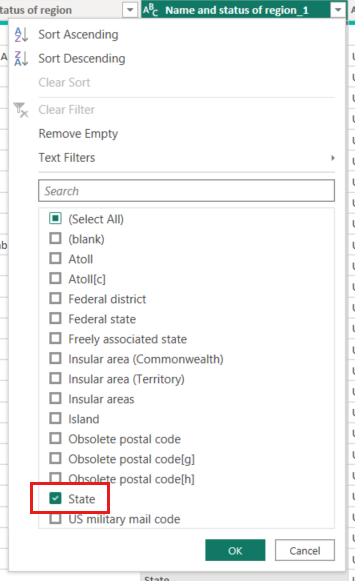 tatus of region
ABC Name and status of region_1
Sort Ascending
Sort Descending
Clear Sort
Clear Filter
Remove Empty
Text Filters
Search
(Select All)
(blank)
Atoll
Atoll[c]
Federal district
Federal state
Freely associated state
Insular area (Commonwealth)
Insular area (Territory)
Insular areas
Island
Obsolete postal code
Obsolete postal code[g]
Obsolete postal code[h]
State
US military mail code
OK
Cancel
State